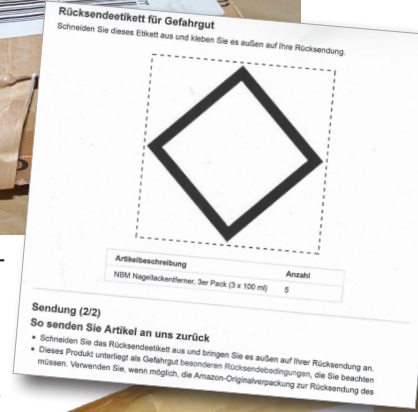 Rücksendeetikett für Gefahrgut
Schneiden Sie dieses Etikett aus und kleben Sie es außen auf Ihre Rücksendung.
Artikelbeschreibung Anzahl
NBM Nagellackentferner, 3er Pack (3 x 100 ml) 5
Sendung (2/2)
So senden Sie Artikel an uns zurück
• Schneiden Sie das Rücksendeetikett aus und bringen Sie es außen auf Ihrer Rücksendung an.
• Dieses Produkt unterliegt als Gefahrgut besonderen Rücksendebedingungen, die Sie beachten
müssen. Verwenden Sie, wenn möglich, die Amazon-Originalverpackung zur Rücksendung des